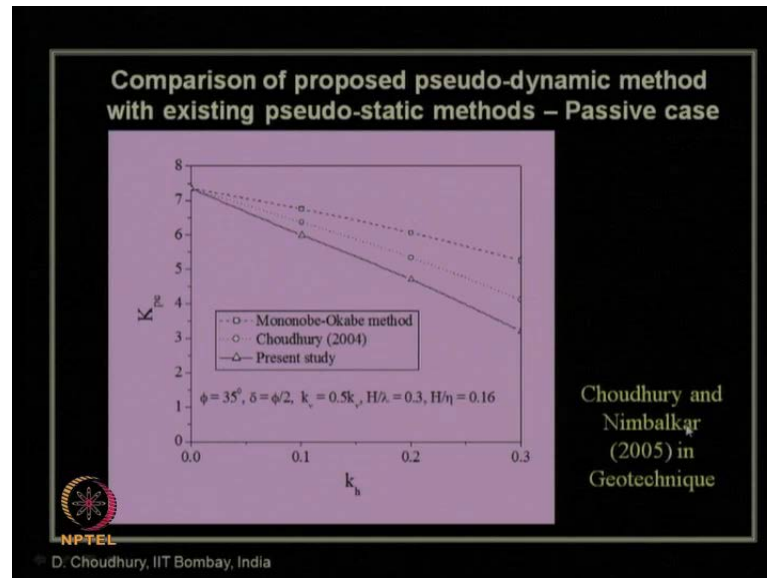 Comparison of proposed pseudo-dynamic method
with existing pseudo-static methods – Passive case
8
7
6
5
4
3
2
1
0
K_pe
Mononobe-Okabe method
Choudhury (2004)
Present study
ϕ = 35⁰, δ = ϕ/2, k_v = 0.5k_v, H/λ = 0.3, H/η = 0.16
0.0 0.1 0.2 0.3
k_h
Choudhury and
Nimbalkar
(2005) in
Geotechnique
NPTEL
D. Choudhury, IIT Bombay, India